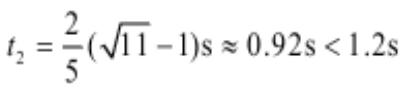 t₂ = 2/5(√11 − 1)s ≈ 0.92s < 1.2s